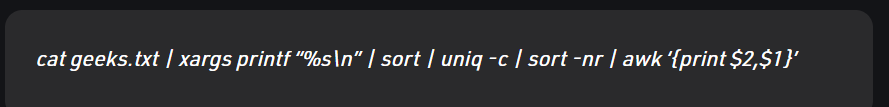 cat geeks.txt | xargs printf “%s\n” | sort | uniq -c | sort -nr | awk ‘{print $2,$1}’